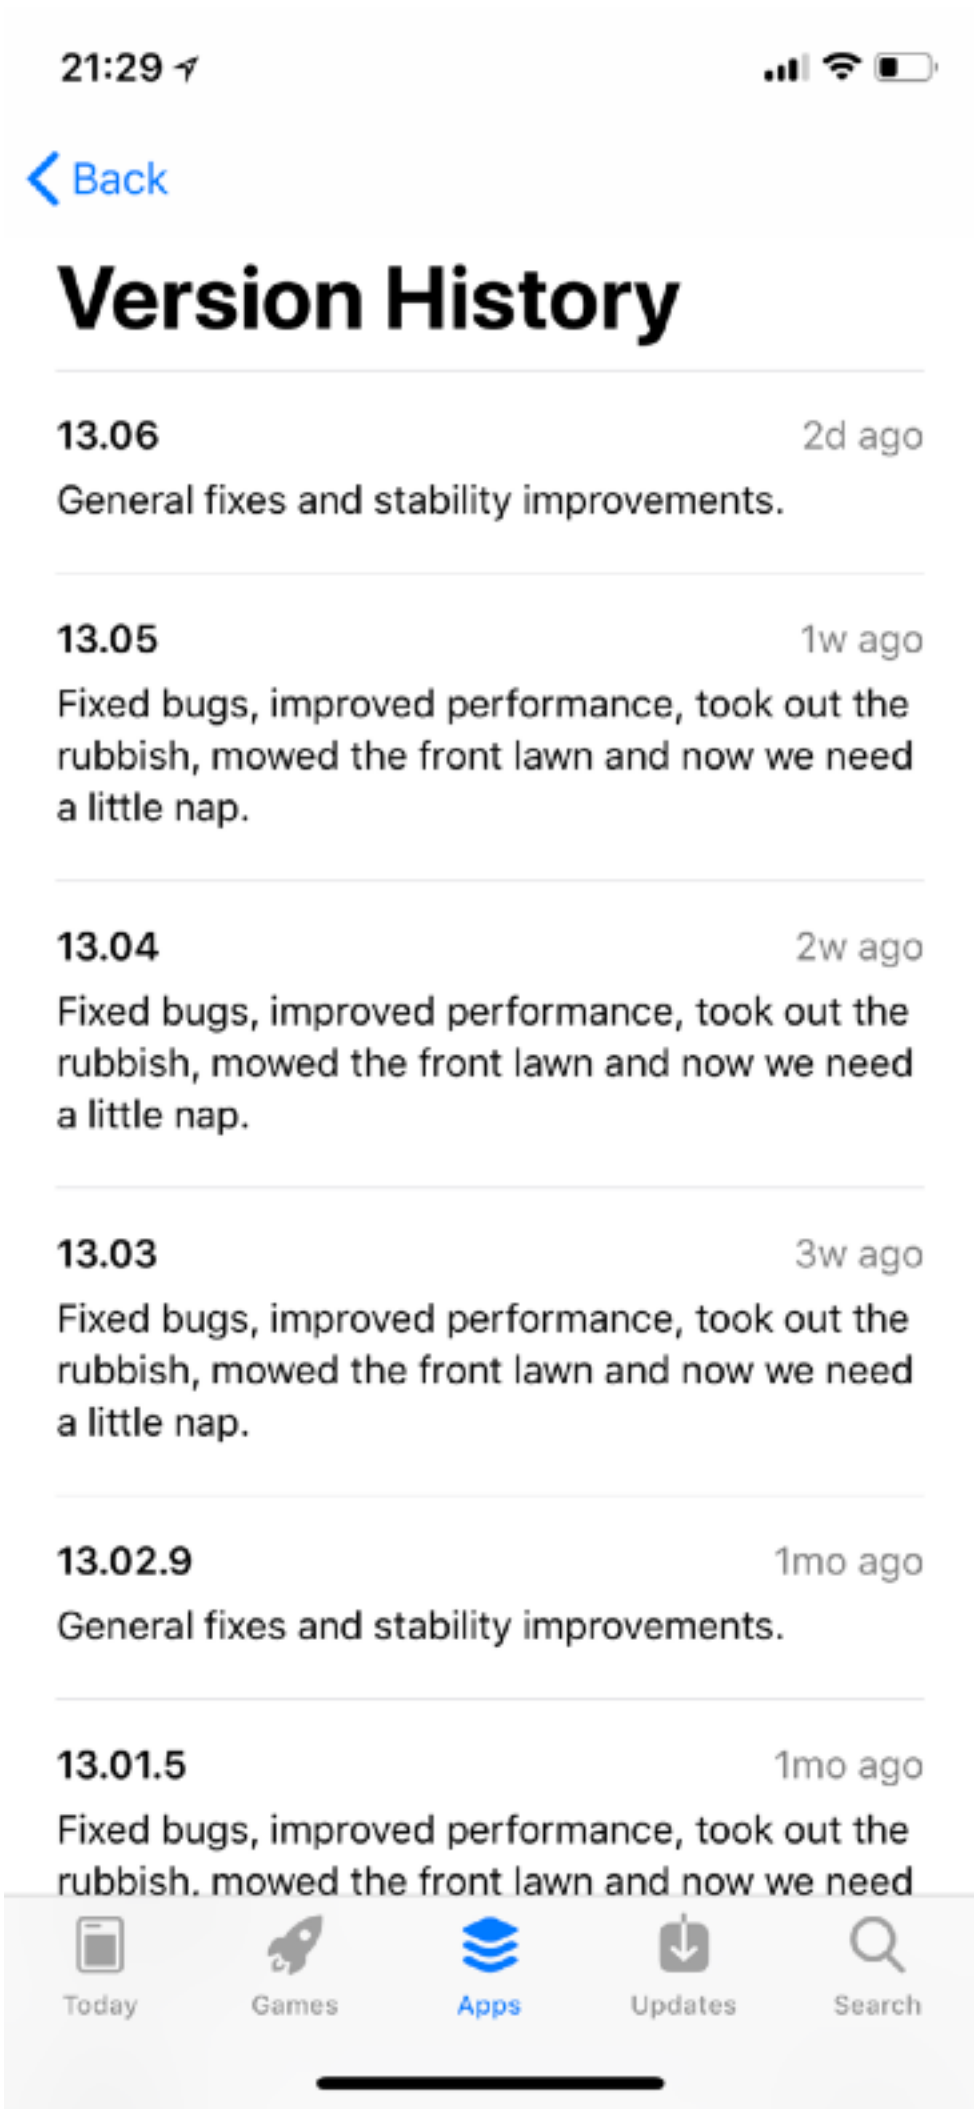 21:29
Back
Version History
13.06 2d ago
General fixes and stability improvements.
13.05 1w ago
Fixed bugs, improved performance, took out the
rubbish, mowed the front lawn and now we need
a little nap.
13.04 2w ago
Fixed bugs, improved performance, took out the
rubbish, mowed the front lawn and now we need
a little nap.
13.03 3w ago
Fixed bugs, improved performance, took out the
rubbish, mowed the front lawn and now we need
a little nap.
13.02.9 1mo ago
General fixes and stability improvements.
13.01.5 1mo ago
Fixed bugs, improved performance, took out the
rubbish, mowed the front lawn and now we need
Today Games Apps Updates Search